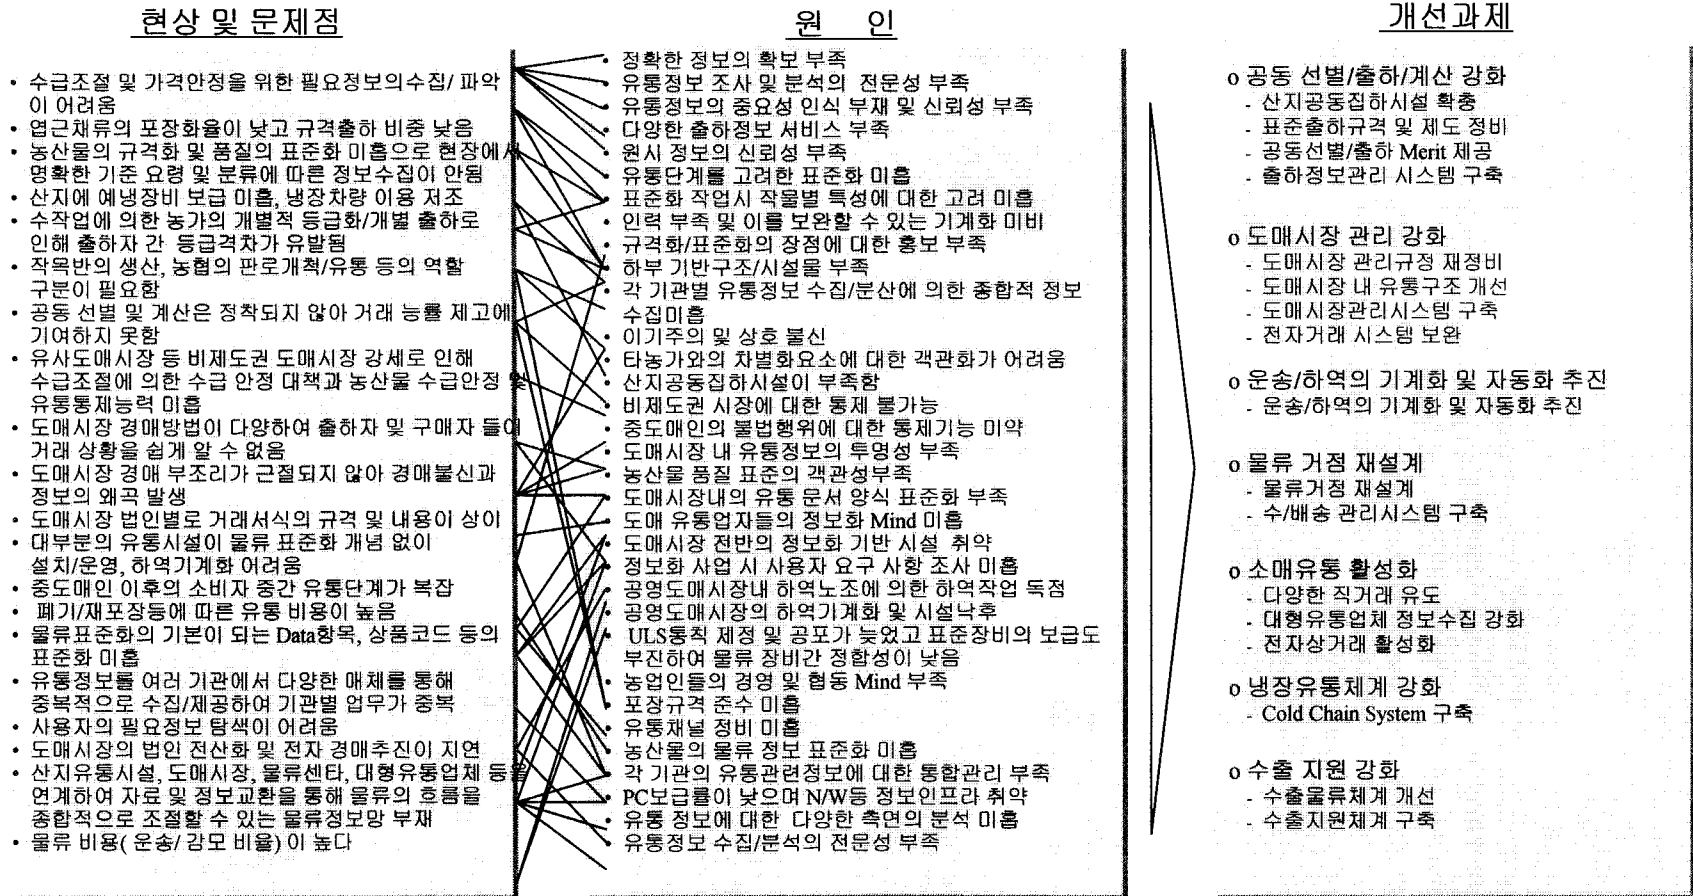 현상 및 문제점
• 수급조절 및 가격안정을 위한 필요정보의수집/ 파악
이 어려움
• 엽근채류의 포장화율이 낮고 규격출하 비중 낮음
• 농산물의 규격화 및 품질의 표준화 미흡으로 현장에서
명확한 기준 요령 및 분류에 따른 정보수집이 안됨
• 산지에 예냉장비 보급 미흡, 냉장차량 이용 저조
• 수작업에 의한 농가의 개별적 등급화/개별 출하로
인해 출하자 간 등급격차가 유발됨
• 작목반의 생산, 농협의 판로개척/유통 등의 역할
구분이 필요함
• 공동 선별 및 계산은 정착되지 않아 거래 능률 제고에
기여하지 못함
• 유사도매시장 등 비제도권 도매시장 강세로 인해
수급조절에 의한 수급 안정 대책과 농산물 수급안정 및
유통통제능력 미흡
• 도매시장 경매방법이 다양하여 출하자 및 구매자 들이
거래 상황을 쉽게 알 수 없음
• 도매시장 경매 부조리가 근절되지 않아 경매불신과
정보의 왜곡 발생
• 도매시장 법인별로 거래서식의 규격 및 내용이 상이
• 대부분의 유통시설이 물류 표준화 개념 없이
설치/운영, 하역기계화 어려움
• 중도매인 이후의 소비자 중간 유통단계가 복잡
• 폐기/재포장등에 따른 유통 비용이 높음
• 물류표준화의 기본이 되는 Data항목, 상품코드 등의
표준화 미흡
• 유통정보를 여러 기관에서 다양한 매체를 통해
중복적으로 수집/제공하여 기관별 업무가 중복
• 사용자의 필요정보 탐색이 어려움
• 도매시장의 법인 전산화 및 전자 경매추진이 지연
• 산지유통시설, 도매시장, 물류센타, 대형유통업체 등을
연계하여 자료 및 정보교환을 통해 물류의 흐름을
종합적으로 조절할 수 있는 물류정보망 부재
• 물류 비용( 운송/ 감모 비율) 이 높다
원 인
• 정확한 정보의 확보 부족
• 유통정보 조사 및 분석의 전문성 부족
• 유통정보의 중요성 인식 부재 및 신뢰성 부족
• 다양한 출하정보 서비스 부족
• 원시 정보의 신뢰성 부족
• 유통단계를 고려한 표준화 미흡
• 표준화 작업시 작물별 특성에 대한 고려 미흡
• 인력 부족 및 이를 보완할 수 있는 기계화 미비
• 규격화/표준화의 장점에 대한 홍보 부족
• 하부 기반구조/시설물 부족
• 각 기관별 유통정보 수집/분산에 의한 종합적 정보
수집미흡
• 이기주의 및 상호 불신
• 타농가와의 차별화요소에 대한 객관화가 어려움
• 산지공동집하시설이 부족함
• 비제도권 시장에 대한 통제 불가능
• 중도매인의 불법행위에 대한 통제기능 미약
• 도매시장 내 유통정보의 투명성 부족
• 농산물 품질 표준의 객관성부족
• 도매시장내의 유통 문서 양식 표준화 부족
• 도매 유통업자들의 정보화 Mind 미흡
• 도매시장 전반의 정보화 기반 시설 취약
• 정보화 사업 시 사용자 요구 사항 조사 미흡
• 공영도매시장내 하역노조에 의한 하역작업 독점
• 공영도매시장의 하역기계화 및 시설낙후
• ULS통칙 제정 및 공포가 늦었고 표준장비의 보급도
부진하여 물류 장비간 정합성이 낮음
• 농업인들의 경영 및 협동 Mind 부족
• 포장규격 준수 미흡
• 유통채널 정비 미흡
• 농산물의 물류 정보 표준화 미흡
• 각 기관의 유통관련정보에 대한 통합관리 부족
• PC보급률이 낮으며 N/W등 정보인프라 취약
• 유통 정보에 대한 다양한 측면의 분석 미흡
• 유통정보 수집/분석의 전문성 부족
개선과제
o 공동 선별/출하/계산 강화
- 산지공동집하시설 확충
- 표준출하규격 및 제도 정비
- 공동선별/출하 Merit 제공
- 출하정보관리 시스템 구축
o 도매시장 관리 강화
- 도매시장 관리규정 재정비
- 도매시장 내 유통구조 개선
- 도매시장관리시스템 구축
- 전자거래 시스템 보완
o 운송/하역의 기계화 및 자동화 추진
- 운송/하역의 기계화 및 자동화 추진
o 물류 거점 재설계
- 물류거점 재설계
- 수/배송 관리시스템 구축
o 소매유통 활성화
- 다양한 직거래 유도
- 대형유통업체 정보수집 강화
- 전자상거래 활성화
o 냉장유통체계 강화
- Cold Chain System 구축
o 수출 지원 강화
- 수출물류체계 개선
- 수출지원체계 구축